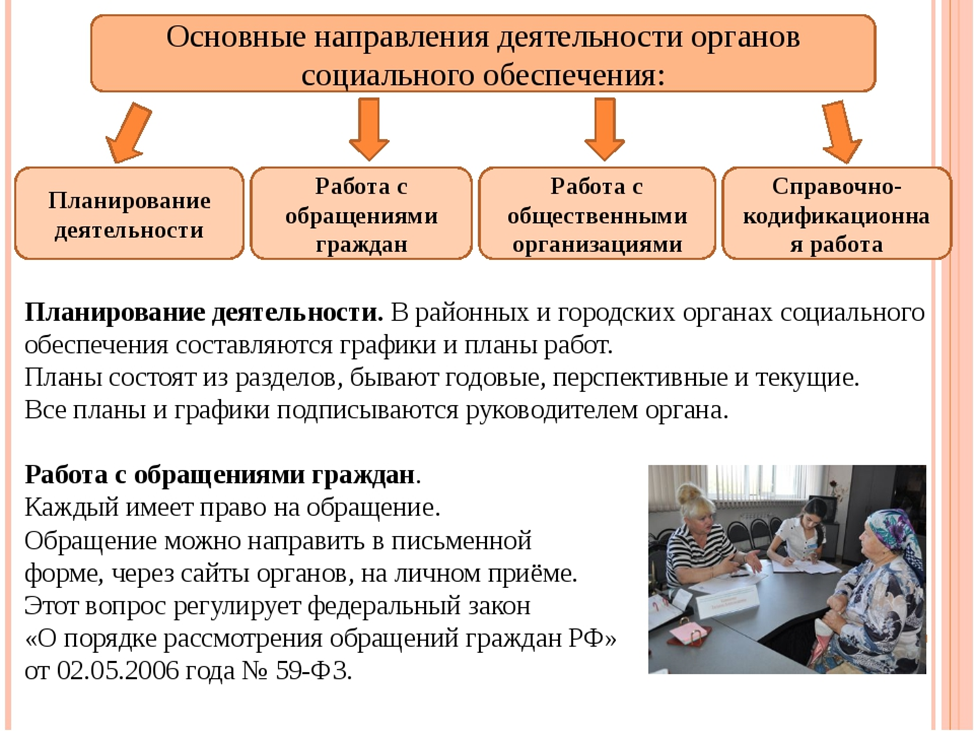 Основные направления деятельности органов
социального обеспечения:
Планирование
деятельности
Работа с
обращениями
граждан
Работа с
общественными
организациями
Справочно-
кодификационна
я работа
Планирование деятельности. В районных и городских органах социального
обеспечения составляются графики и планы работ.
Планы состоят из разделов, бывают годовые, перспективные и текущие.
Все планы и графики подписываются руководителем органа.
Работа с обращениями граждан.
Каждый имеет право на обращение.
Обращение можно направить в письменной
форме, через сайты органов, на личном приёме.
Этот вопрос регулирует федеральный закон
«О порядке рассмотрения обращений граждан РФ»
от 02.05.2006 года № 59-ФЗ.